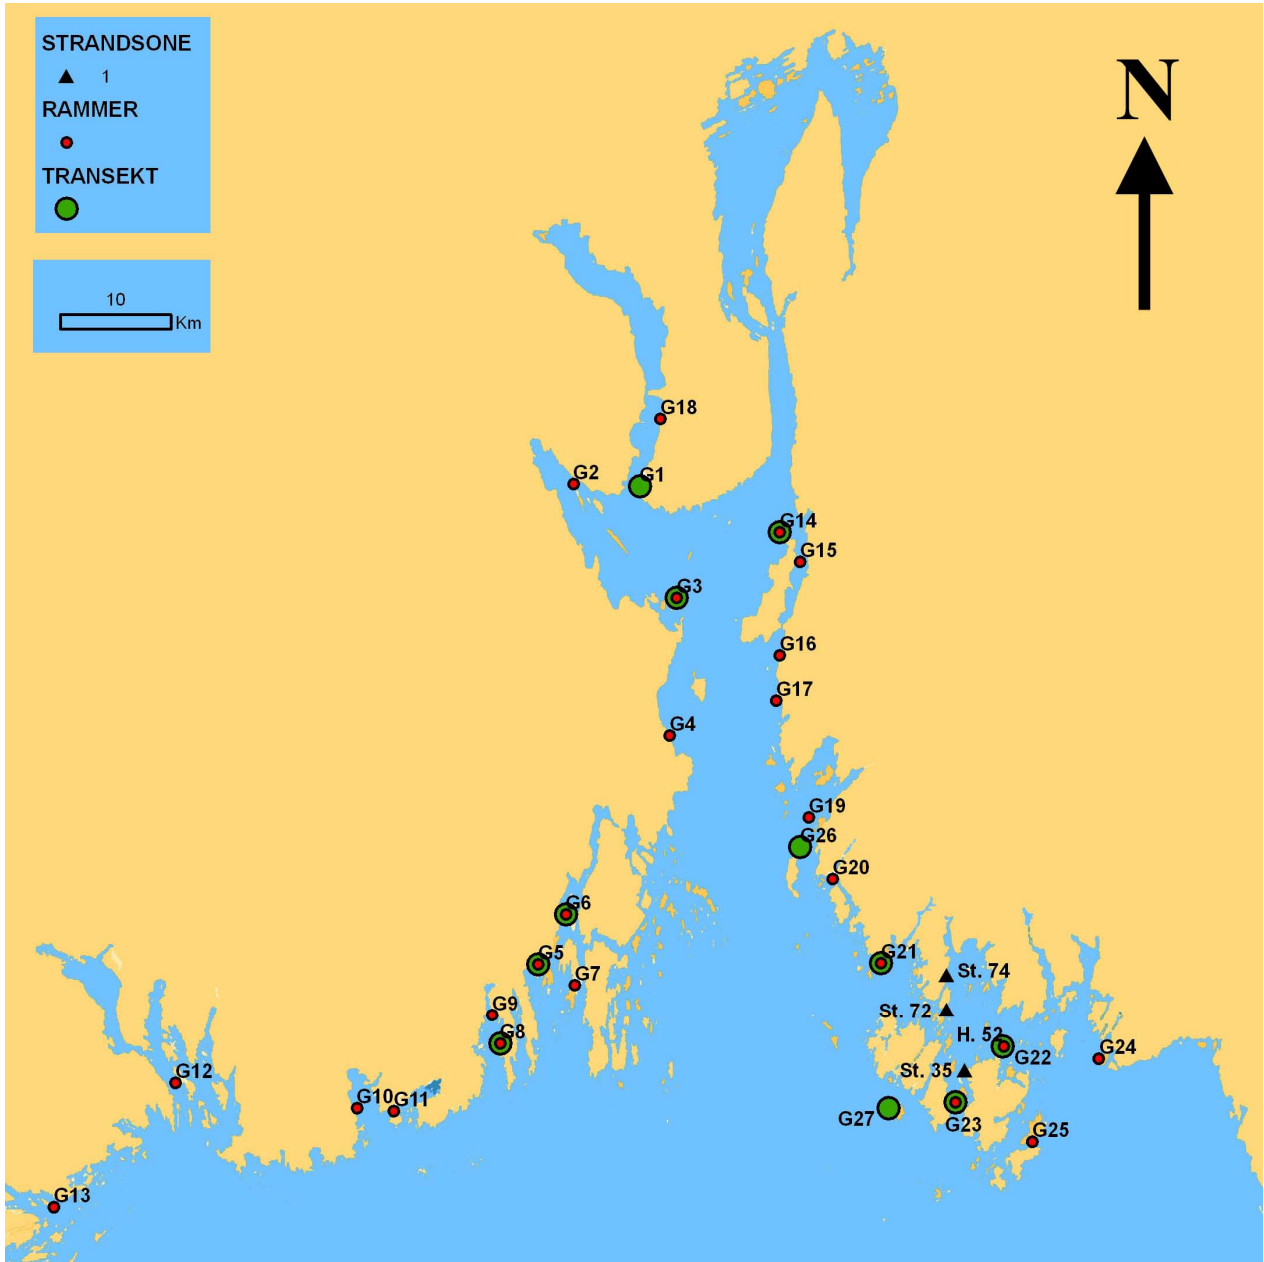 STRANDSONE
1
RAMMER
TRANSEKT
10
Km
N
G18
G2
G1
G14
G15
G3
G16
G17
G4
G19
G26
G20
G6
G5
G21
G7
St. 74
G9
St. 72
G8
H. 52
G22
G24
G12
St. 35
G10
G11
G27
G23
G25
G13